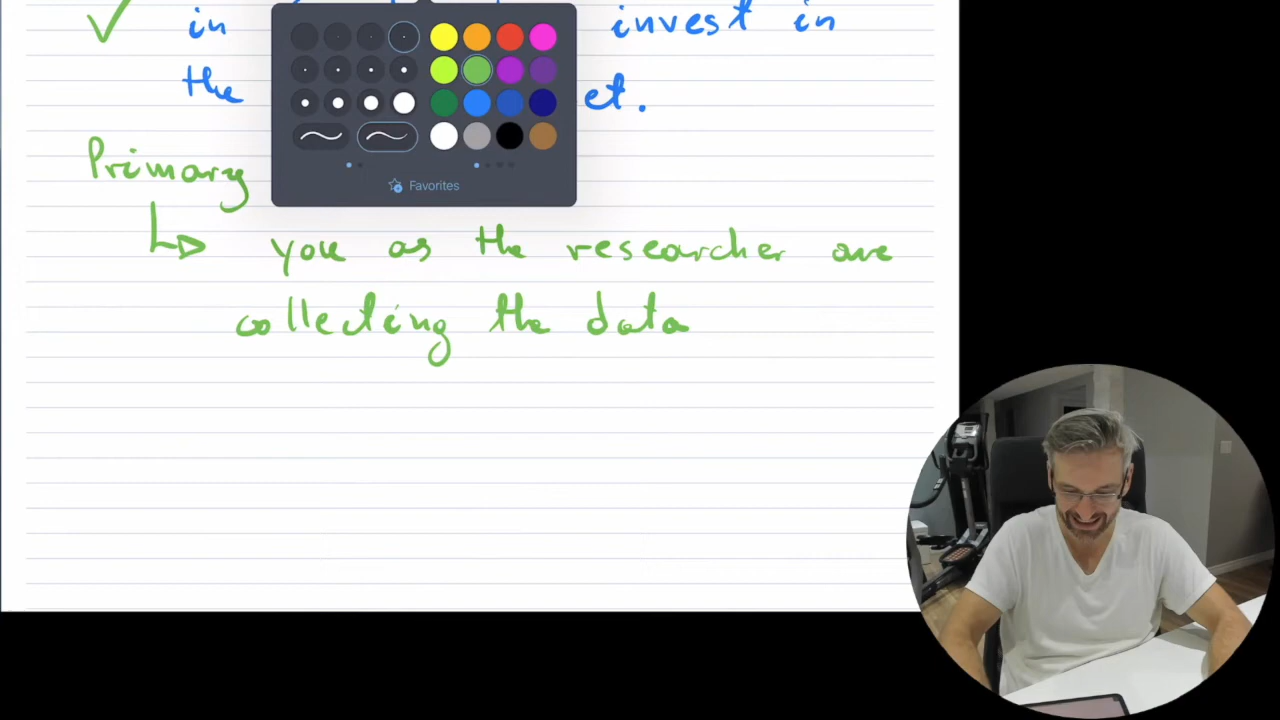 in invest in
the et.
Favorites
Primary
you as the researcher are
collecting the data